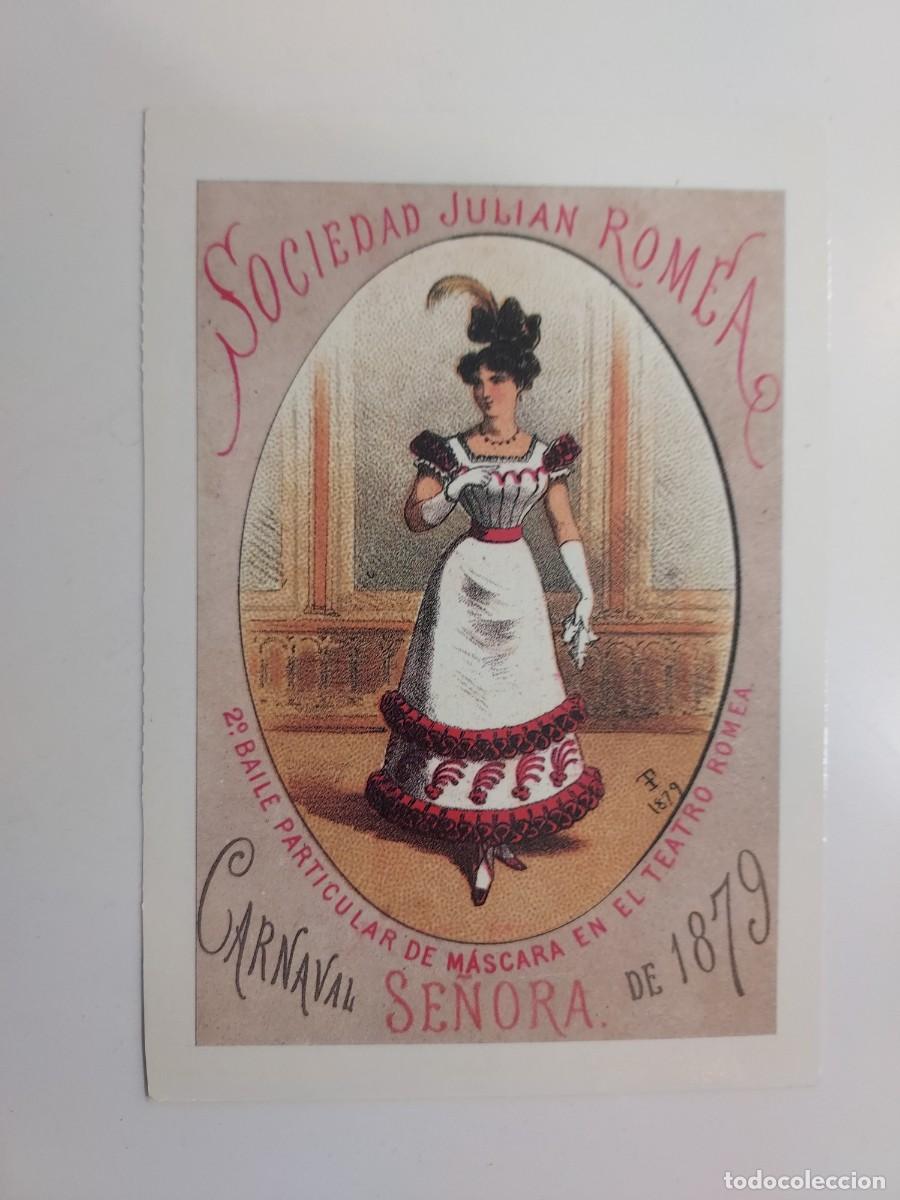 SOCIEDAD JULIAN ROMEA
2º. BAILE PARTICULAR DE MÁSCARA EN EL TEATRO ROMEA.
1879
CARNAVAL DE 1879
SEÑORA.
todocoleccion